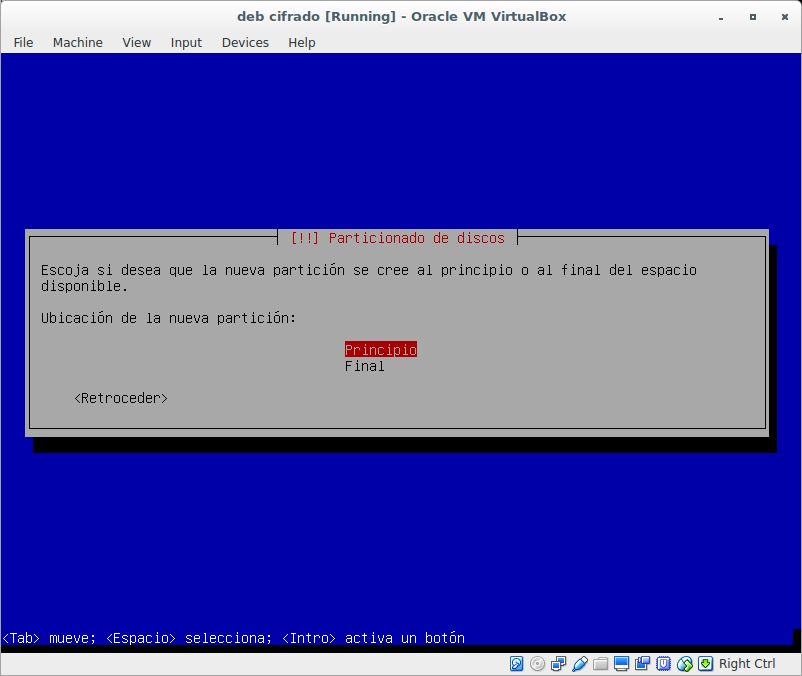 deb cifrado [Running] - Oracle VM VirtualBox
File Machine View Input Devices Help
[!!] Particionado de discos
Escoja si desea que la nueva partición se cree al principio o al final del espacio
disponible.
Ubicación de la nueva partición:
Principio
Final
<Retroceder>
<Tab> mueve; <Espacio> selecciona; <Intro> activa un botón
Right Ctrl